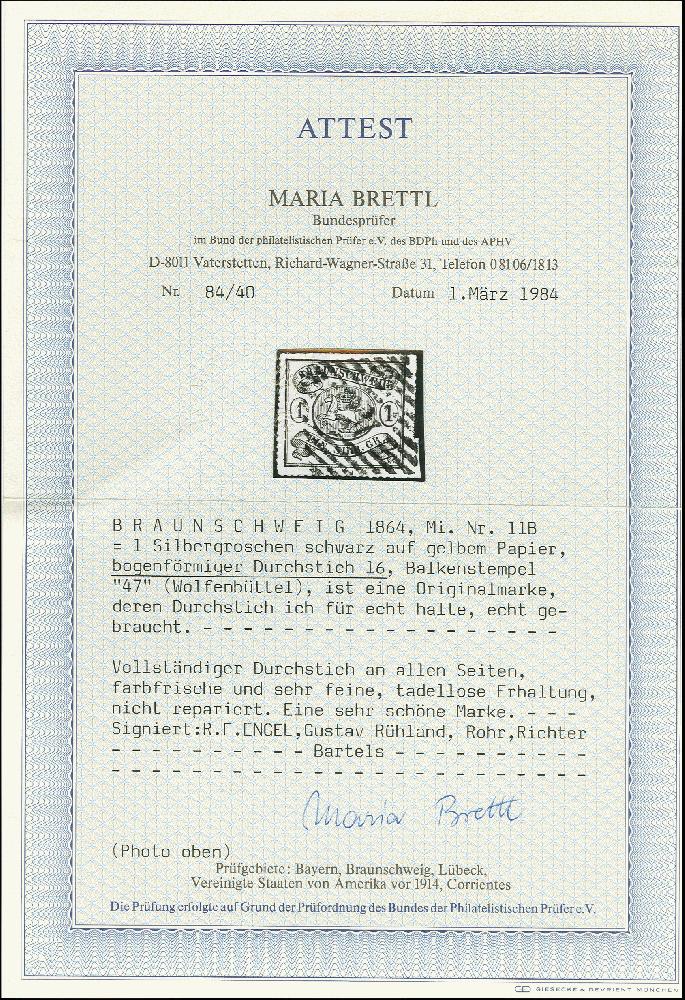 ATTEST
MARIA BRETTL
Bundesprüfer
im Bund der philatelistischen Prüfer e.V. des BDPh und des APHV
D-8011 Vaterstetten, Richard-Wagner-Straße 31, Telefon 08106/1813
Nr. 84/40 Datum 1.März 1984
1 1
B R A U N S C H W E I G 1864, Mi. Nr. 11B
= 1 Silbergroschen schwarz auf gelbem Papier,
bogenförmiger Durchstich 16, Balkenstempel
"47" (Wolfenbüttel), ist eine Originalmarke,
deren Durchstich ich für echt halte, echt ge-
braucht. - - - - - - - - - - - - - - - - - -
Vollständiger Durchstich an allen Seiten,
farbfrische und sehr feine, tadellose Erhaltung,
nicht repariert. Eine sehr schöne Marke. - - -
Signiert:R.F.ENGEL,Gustav Rühland, Rohr,Richter
- - - - - - - - - - Bartels - - - - - - - - - -
- - - - - - - - - - - - - - - - - - - - - - - -
Maria Brettl
(Photo oben)
Prüfgebiete: Bayern, Braunschweig, Lübeck,
Vereinigte Staaten von Amerika vor 1914, Corrientes
Die Prüfung erfolgte auf Grund der Prüfordnung des Bundes der Philatelistischen Prüfer e.V.
GIESECKE & DEVRIENT MÜNCHEN